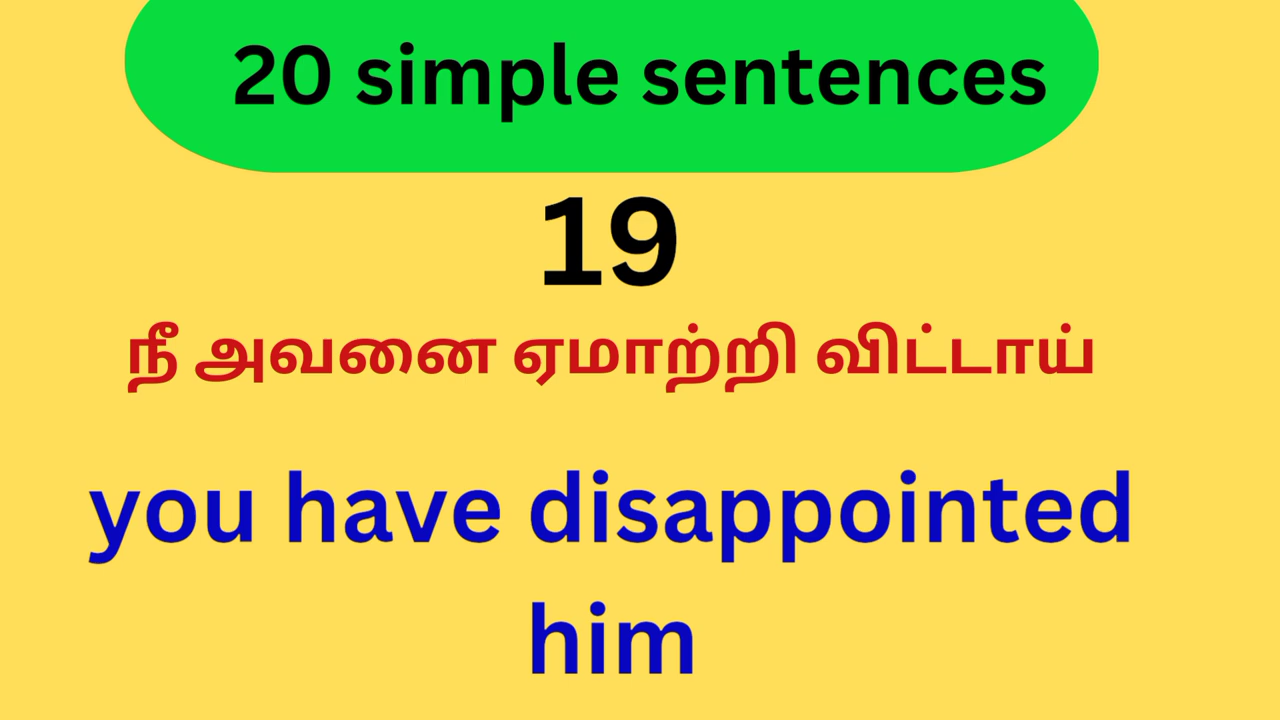 20 simple sentences
19
நீ அவனை ஏமாற்றி விட்டாய்
you have disappointed
him